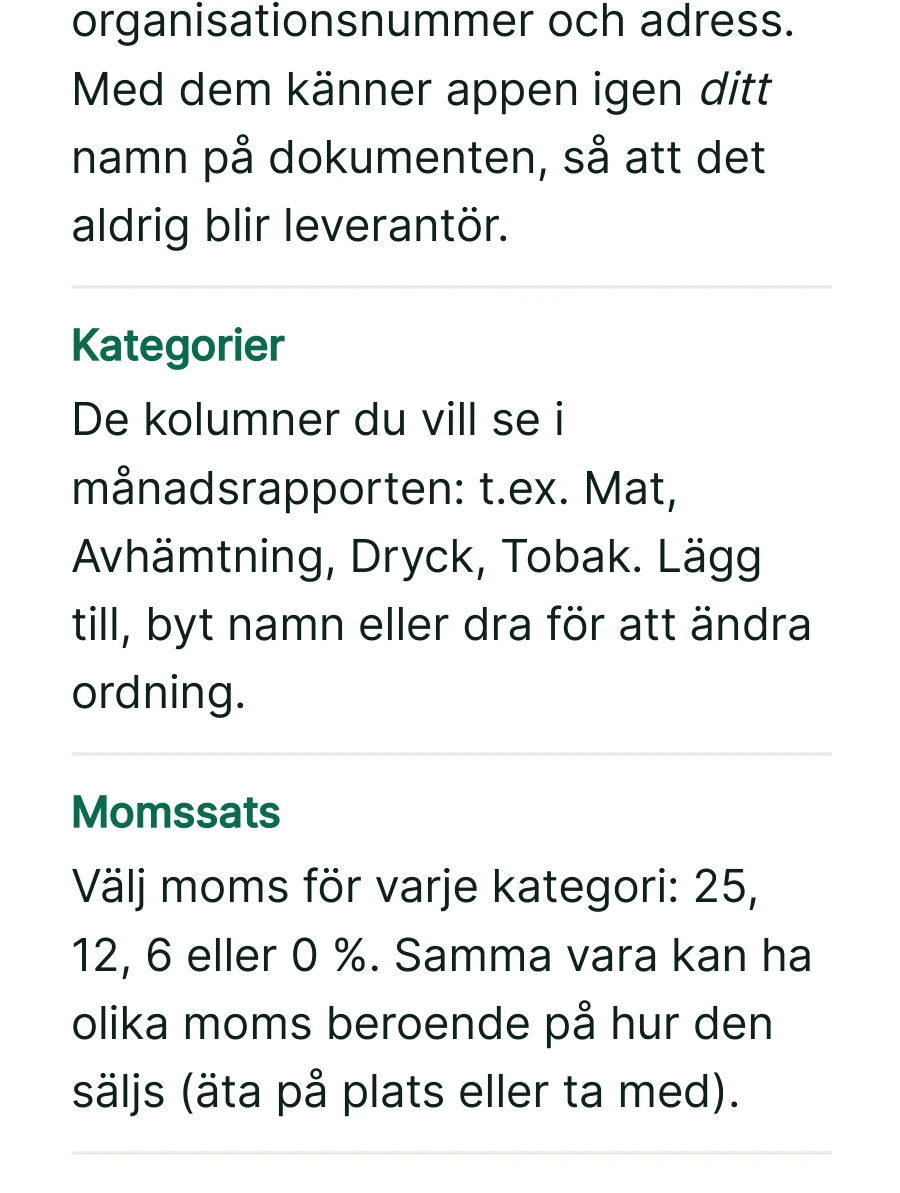 organisationsnummer och adress.
Med dem känner appen igen ditt
namn på dokumenten, så att det
aldrig blir leverantör.
Kategorier
De kolumner du vill se i
månadsrapporten: t.ex. Mat,
Avhämtning, Dryck, Tobak. Lägg
till, byt namn eller dra för att ändra
ordning.
Momssats
Välj moms för varje kategori: 25,
12, 6 eller 0 %. Samma vara kan ha
olika moms beroende på hur den
säljs (äta på plats eller ta med).